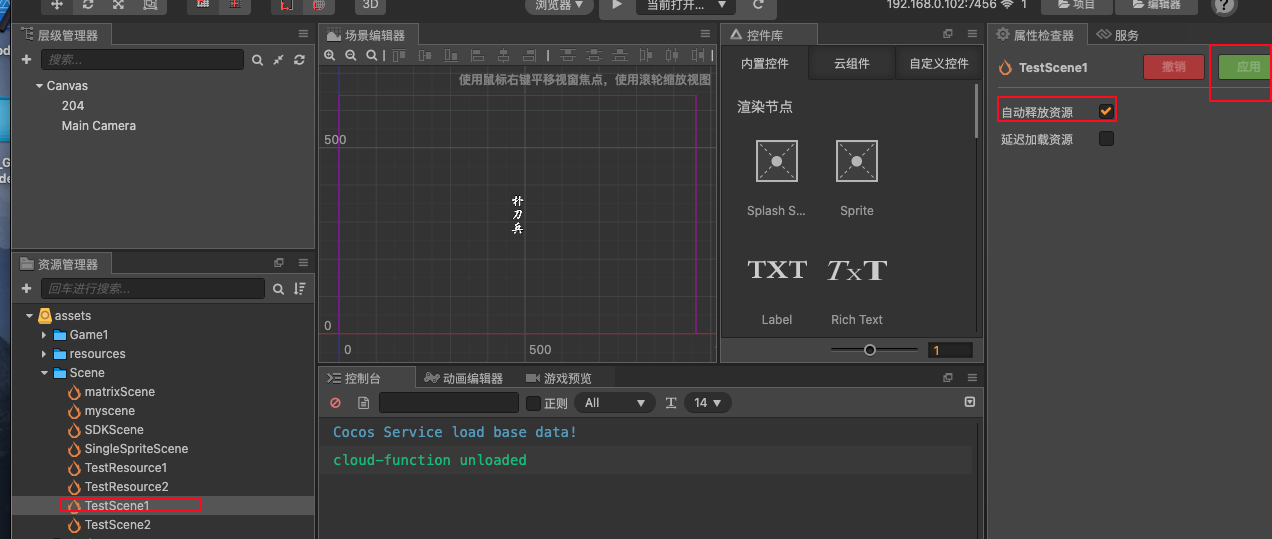 3D
浏览器
当前打开...
192.168.0.102:7456
1
项目
编辑器
?
层级管理器
搜索...
Canvas
204
Main Camera
场景编辑器
使用鼠标右键平移视窗焦点，使用滚轮缩放视图
500
0
0
500
扑
刀
兵
控件库
内置控件
云组件
自定义控件
渲染节点
Splash S...
Sprite
TXT
TxT
Label
Rich Text
1
属性检查器
服务
TestScene1
撤销
应用
自动释放资源
延迟加载资源
资源管理器
回车进行搜索...
assets
Game1
resources
Scene
matrixScene
myscene
SDKScene
SingleSpriteScene
TestResource1
TestResource2
TestScene1
TestScene2
控制台
动画编辑器
游戏预览
正则
All
14
Cocos Service load base data!
cloud-function unloaded